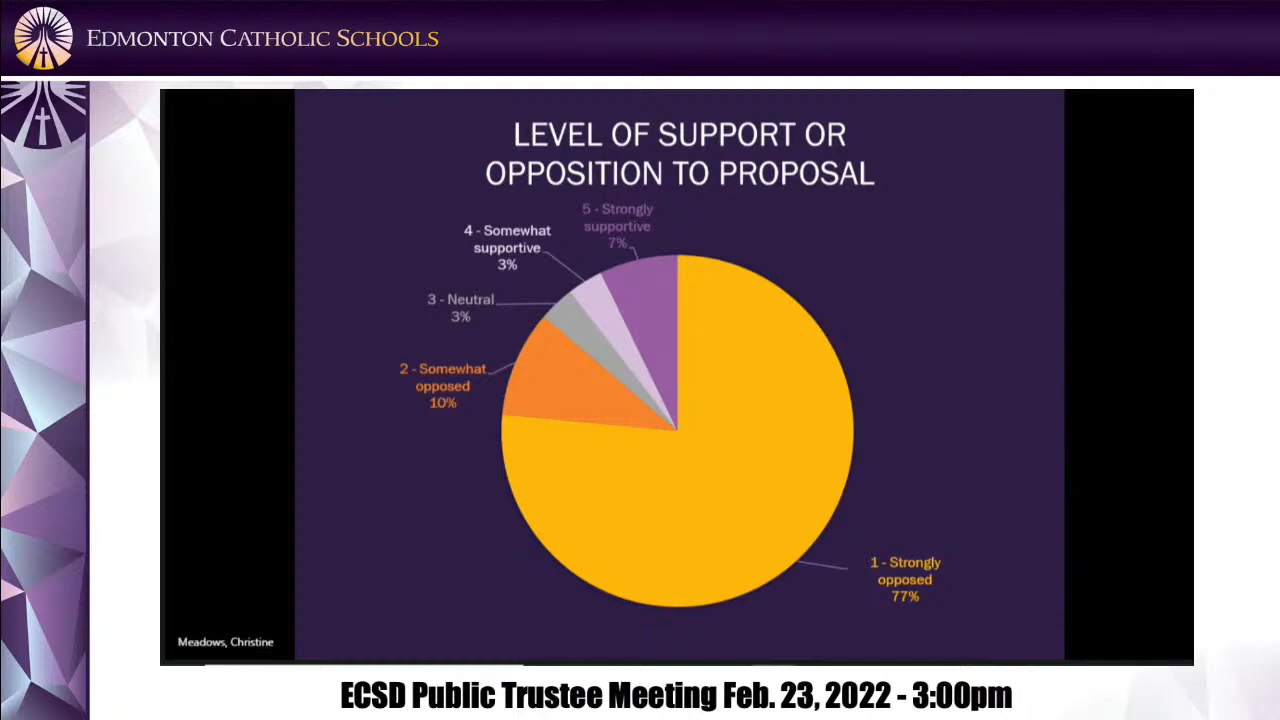 EDMONTON CATHOLIC SCHOOLS
LEVEL OF SUPPORT OR
OPPOSITION TO PROPOSAL
5 - Strongly
supportive
7%
4 - Somewhat
supportive
3%
3 - Neutral
3%
2 - Somewhat
opposed
10%
1 - Strongly
opposed
77%
Meadows, Christine
ECSD Public Trustee Meeting Feb. 23, 2022 - 3:00pm